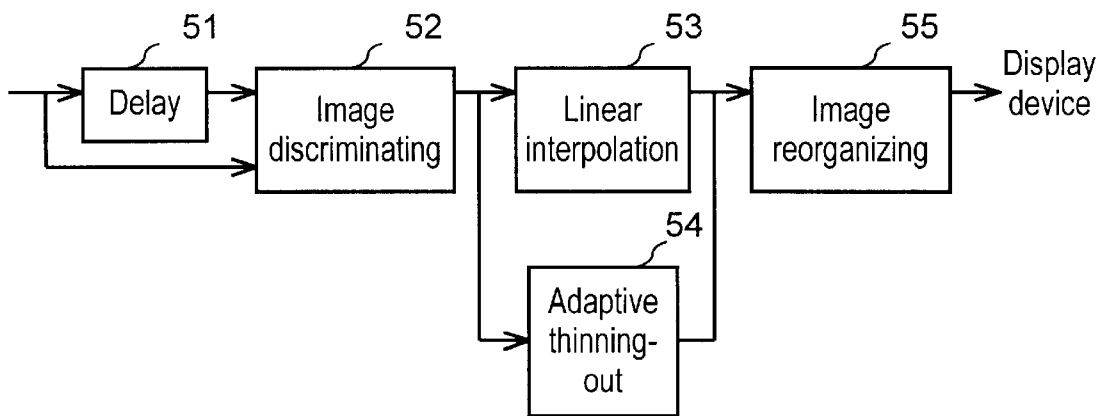 51
52
53
55
Delay
Image
discriminating
Linear
interpolation
Image
reorganizing
Display
device
54
Adaptive
thinning-
out